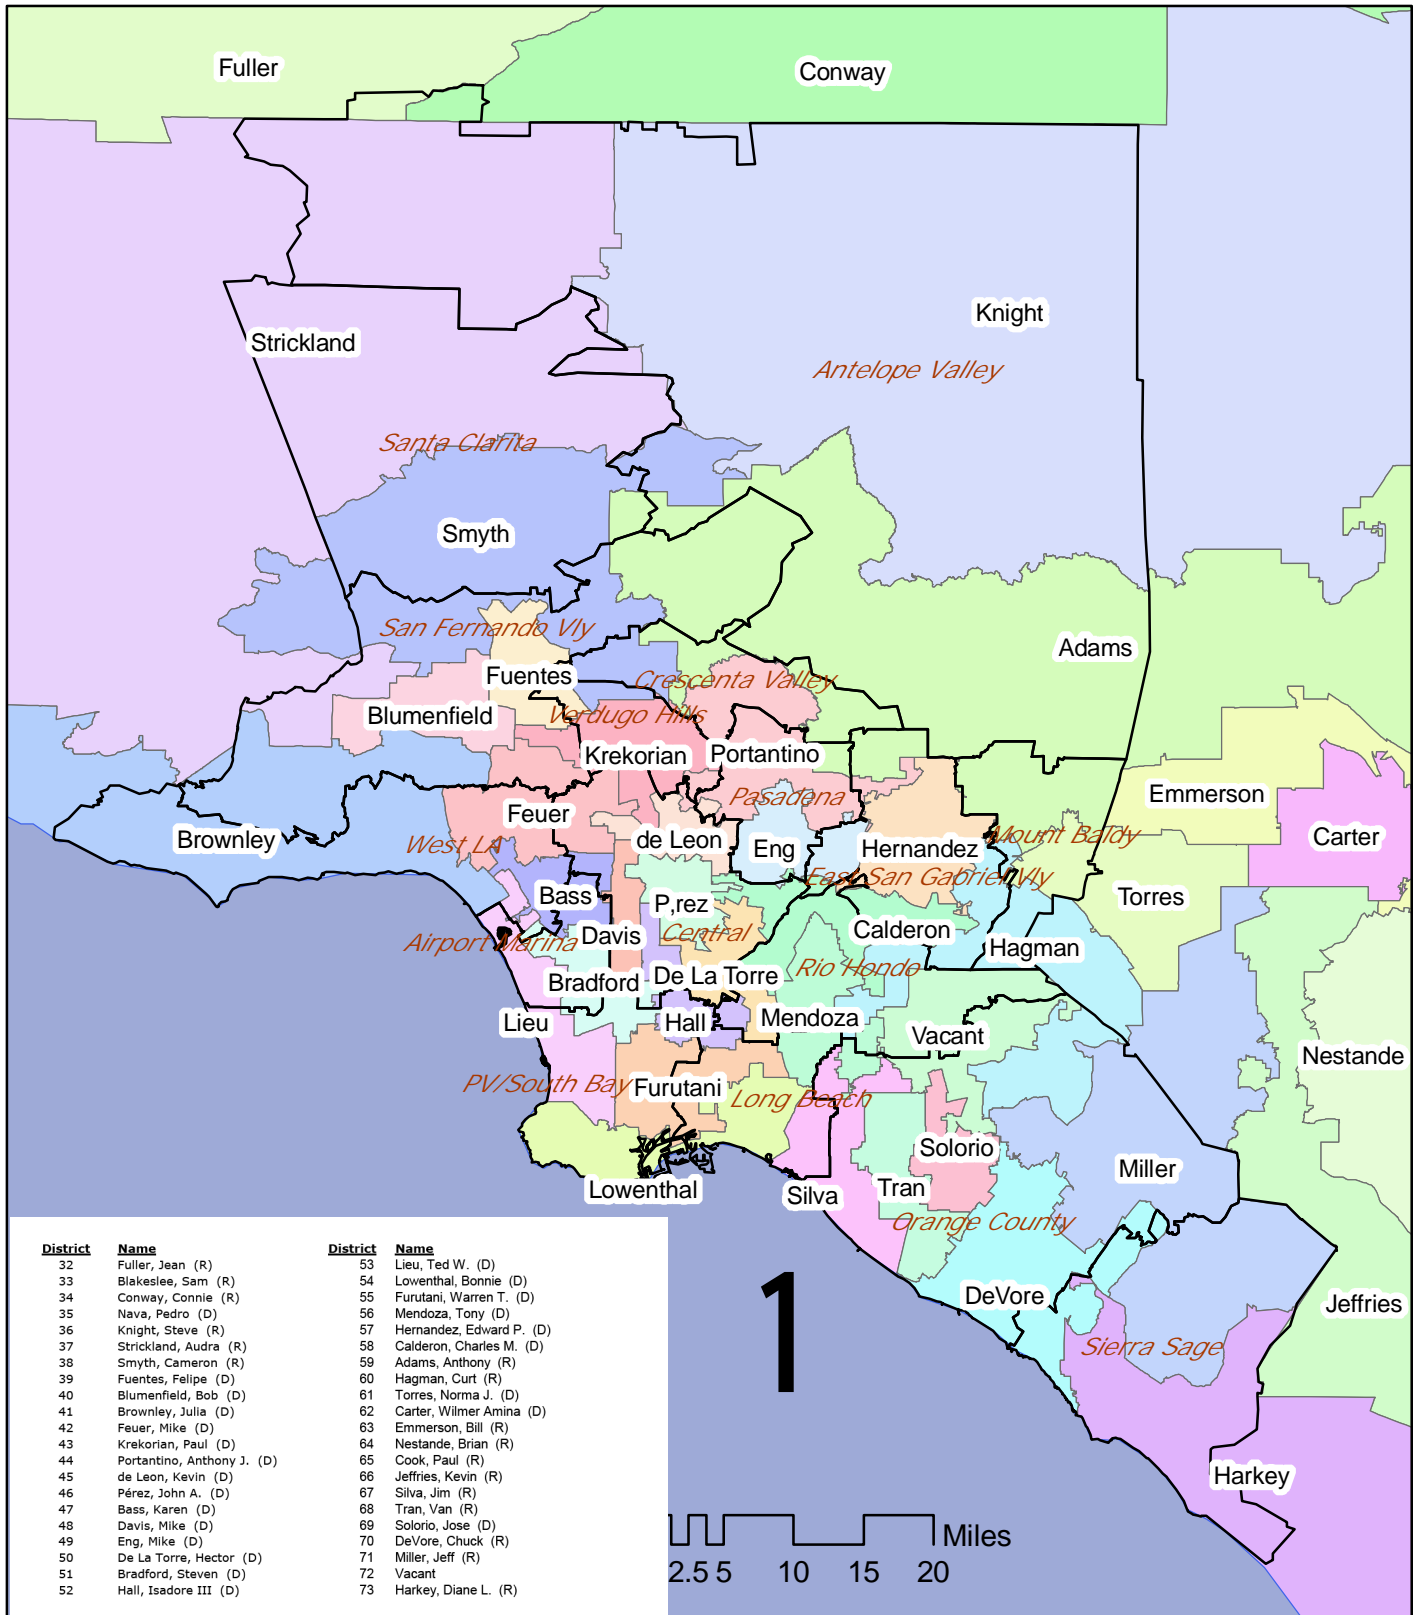 Fuller
Conway
Knight
Strickland
Antelope Valley
Santa Clarita
Smyth
San Fernando Vly
Adams
Fuentes
Crescenta Valley
Blumenfield
Verdugo Hills
Krekorian
Portantino
Emmerson
Pasadena
Feuer
Mount Baldy
Carter
Brownley
West LA
de Leon
Eng
Hernandez
East San Gabriel Vly
Bass
P,rez
Torres
Airport Marina
Davis
Central
Calderon
Hagman
Bradford
De La Torre
Rio Hondo
Lieu
Hall
Mendoza
Vacant
Nestande
PV/South Bay
Furutani
Long Beach
Solorio
Miller
Lowenthal
Silva
Tran
Orange County
DeVore
Jeffries
Sierra Sage
Harkey
1
District Name
32 Fuller, Jean (R)
33 Blakeslee, Sam (R)
34 Conway, Connie (R)
35 Nava, Pedro (D)
36 Knight, Steve (R)
37 Strickland, Audra (R)
38 Smyth, Cameron (R)
39 Fuentes, Felipe (D)
40 Blumenfield, Bob (D)
41 Brownley, Julia (D)
42 Feuer, Mike (D)
43 Krekorian, Paul (D)
44 Portantino, Anthony J. (D)
45 de Leon, Kevin (D)
46 Pérez, John A. (D)
47 Bass, Karen (D)
48 Davis, Mike (D)
49 Eng, Mike (D)
50 De La Torre, Hector (D)
51 Bradford, Steven (D)
52 Hall, Isadore III (D)
District Name
53 Lieu, Ted W. (D)
54 Lowenthal, Bonnie (D)
55 Furutani, Warren T. (D)
56 Mendoza, Tony (D)
57 Hernandez, Edward P. (D)
58 Calderon, Charles M. (D)
59 Adams, Anthony (R)
60 Hagman, Curt (R)
61 Torres, Norma J. (D)
62 Carter, Wilmer Amina (D)
63 Emmerson, Bill (R)
64 Nestande, Brian (R)
65 Cook, Paul (R)
66 Jeffries, Kevin (R)
67 Silva, Jim (R)
68 Tran, Van (R)
69 Solorio, Jose (D)
70 DeVore, Chuck (R)
71 Miller, Jeff (R)
72 Vacant
73 Harkey, Diane L. (R)
Miles
2.5 5 10 15 20